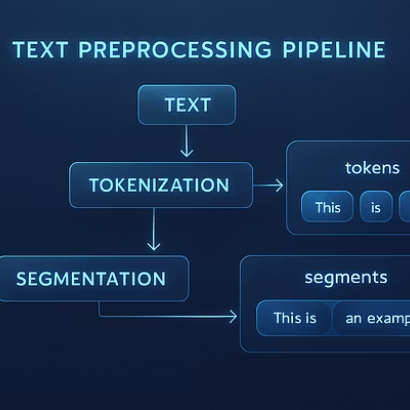 TEXT PREPROCESSING PIPELINE
TEXT
TOKENIZATION
tokens
This is
SEGMENTATION
segments
This is an examp